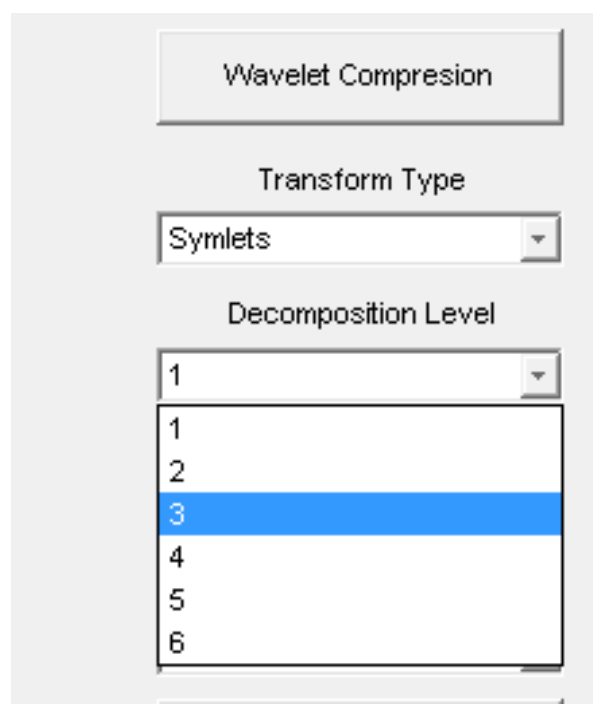 Wavelet Compresion
Transform Type
Symlets
Decomposition Level
1
1
2
3
4
5
6